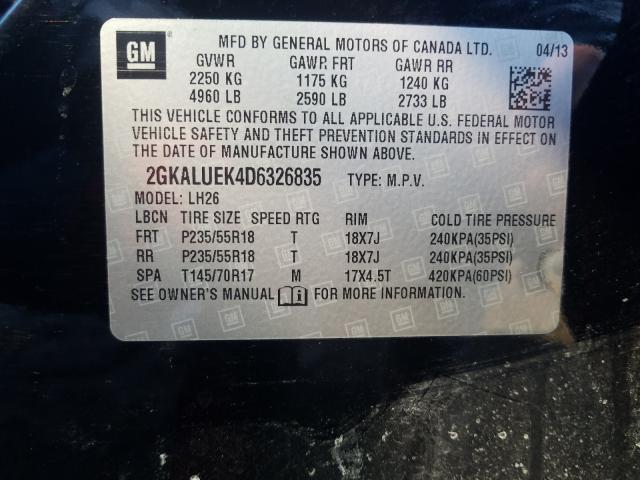 GM
MFD BY GENERAL MOTORS OF CANADA LTD. 04/13
GVWR GAWR FRT GAWR RR
2250 KG 1175 KG 1240 KG
4960 LB 2590 LB 2733 LB
THIS VEHICLE CONFORMS TO ALL APPLICABLE U.S. FEDERAL MOTOR
VEHICLE SAFETY AND THEFT PREVENTION STANDARDS IN EFFECT ON
THE DATE OF MANUFACTURE SHOWN ABOVE.
2GKALUEK4D6326835 TYPE: M.P.V.
MODEL: LH26
LBCN TIRE SIZE SPEED RTG RIM COLD TIRE PRESSURE
FRT P235/55R18 T 18X7J 240KPA(35PSI)
RR P235/55R18 T 18X7J 240KPA(35PSI)
SPA T145/70R17 M 17X4.5T 420KPA(60PSI)
SEE OWNER'S MANUAL FOR MORE INFORMATION.